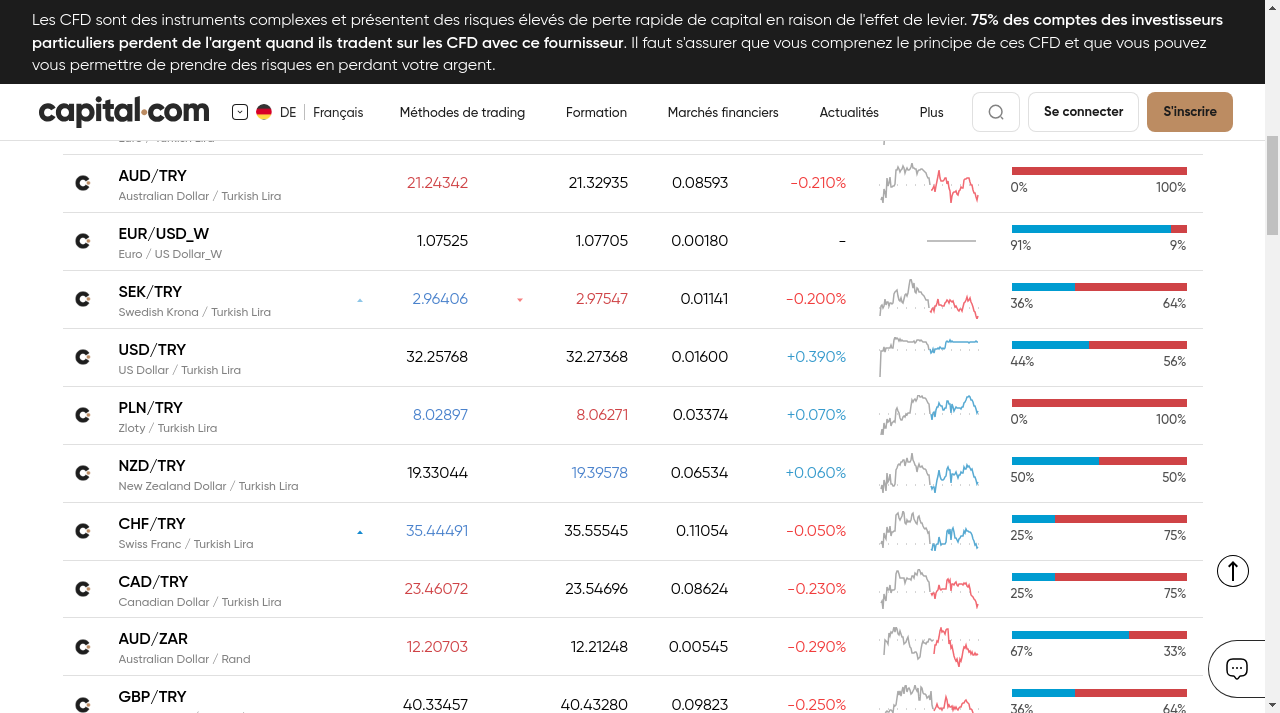 Les CFD sont des instruments complexes et présentent des risques élevés de perte rapide de capital en raison de l'effet de levier. 75% des comptes des investisseurs
particuliers perdent de l'argent quand ils tradent sur les CFD avec ce fournisseur. Il faut s'assurer que vous comprenez le principe de ces CFD et que vous pouvez
vous permettre de prendre des risques en perdant votre argent.
capital.com DE Français Méthodes de trading Formation Marchés financiers Actualités Plus Se connecter S'inscrire
AUD/TRY 21.24342 21.32935 0.08593 -0.210%
Australian Dollar / Turkish Lira 0% 100%
EUR/USD_W 1.07525 1.07705 0.00180 -
Euro / US Dollar_W 91% 9%
SEK/TRY 2.96406 2.97547 0.01141 -0.200%
Swedish Krona / Turkish Lira 36% 64%
USD/TRY 32.25768 32.27368 0.01600 +0.390%
US Dollar / Turkish Lira 44% 56%
PLN/TRY 8.02897 8.06271 0.03374 +0.070%
Zloty / Turkish Lira 0% 100%
NZD/TRY 19.33044 19.39578 0.06534 +0.060%
New Zealand Dollar / Turkish Lira 50% 50%
CHF/TRY 35.44491 35.55545 0.11054 -0.050%
Swiss Franc / Turkish Lira 25% 75%
CAD/TRY 23.46072 23.54696 0.08624 -0.230%
Canadian Dollar / Turkish Lira 25% 75%
AUD/ZAR 12.20703 12.21248 0.00545 -0.290%
Australian Dollar / Rand 67% 33%
GBP/TRY 40.33457 40.43280 0.09823 -0.250%
36% 64%